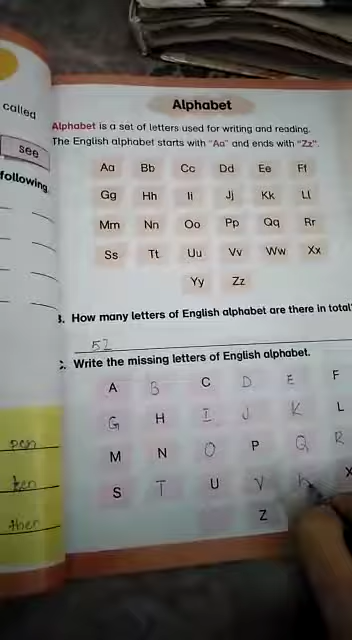 called
see
following
pen
ten
then
Alphabet
Alphabet is a set of letters used for writing and reading.
The English alphabet starts with "Aa" and ends with "Zz".
Aa Bb Cc Dd Ee Ff
Gg Hh Ii Jj Kk Ll
Mm Nn Oo Pp Qq Rr
Ss Tt Uu Vv Ww Xx
Yy Zz
B. How many letters of English alphabet are there in total
52
C. Write the missing letters of English alphabet.
A B C D E F
G H I J K L
M N O P Q R
S T U V X
Z